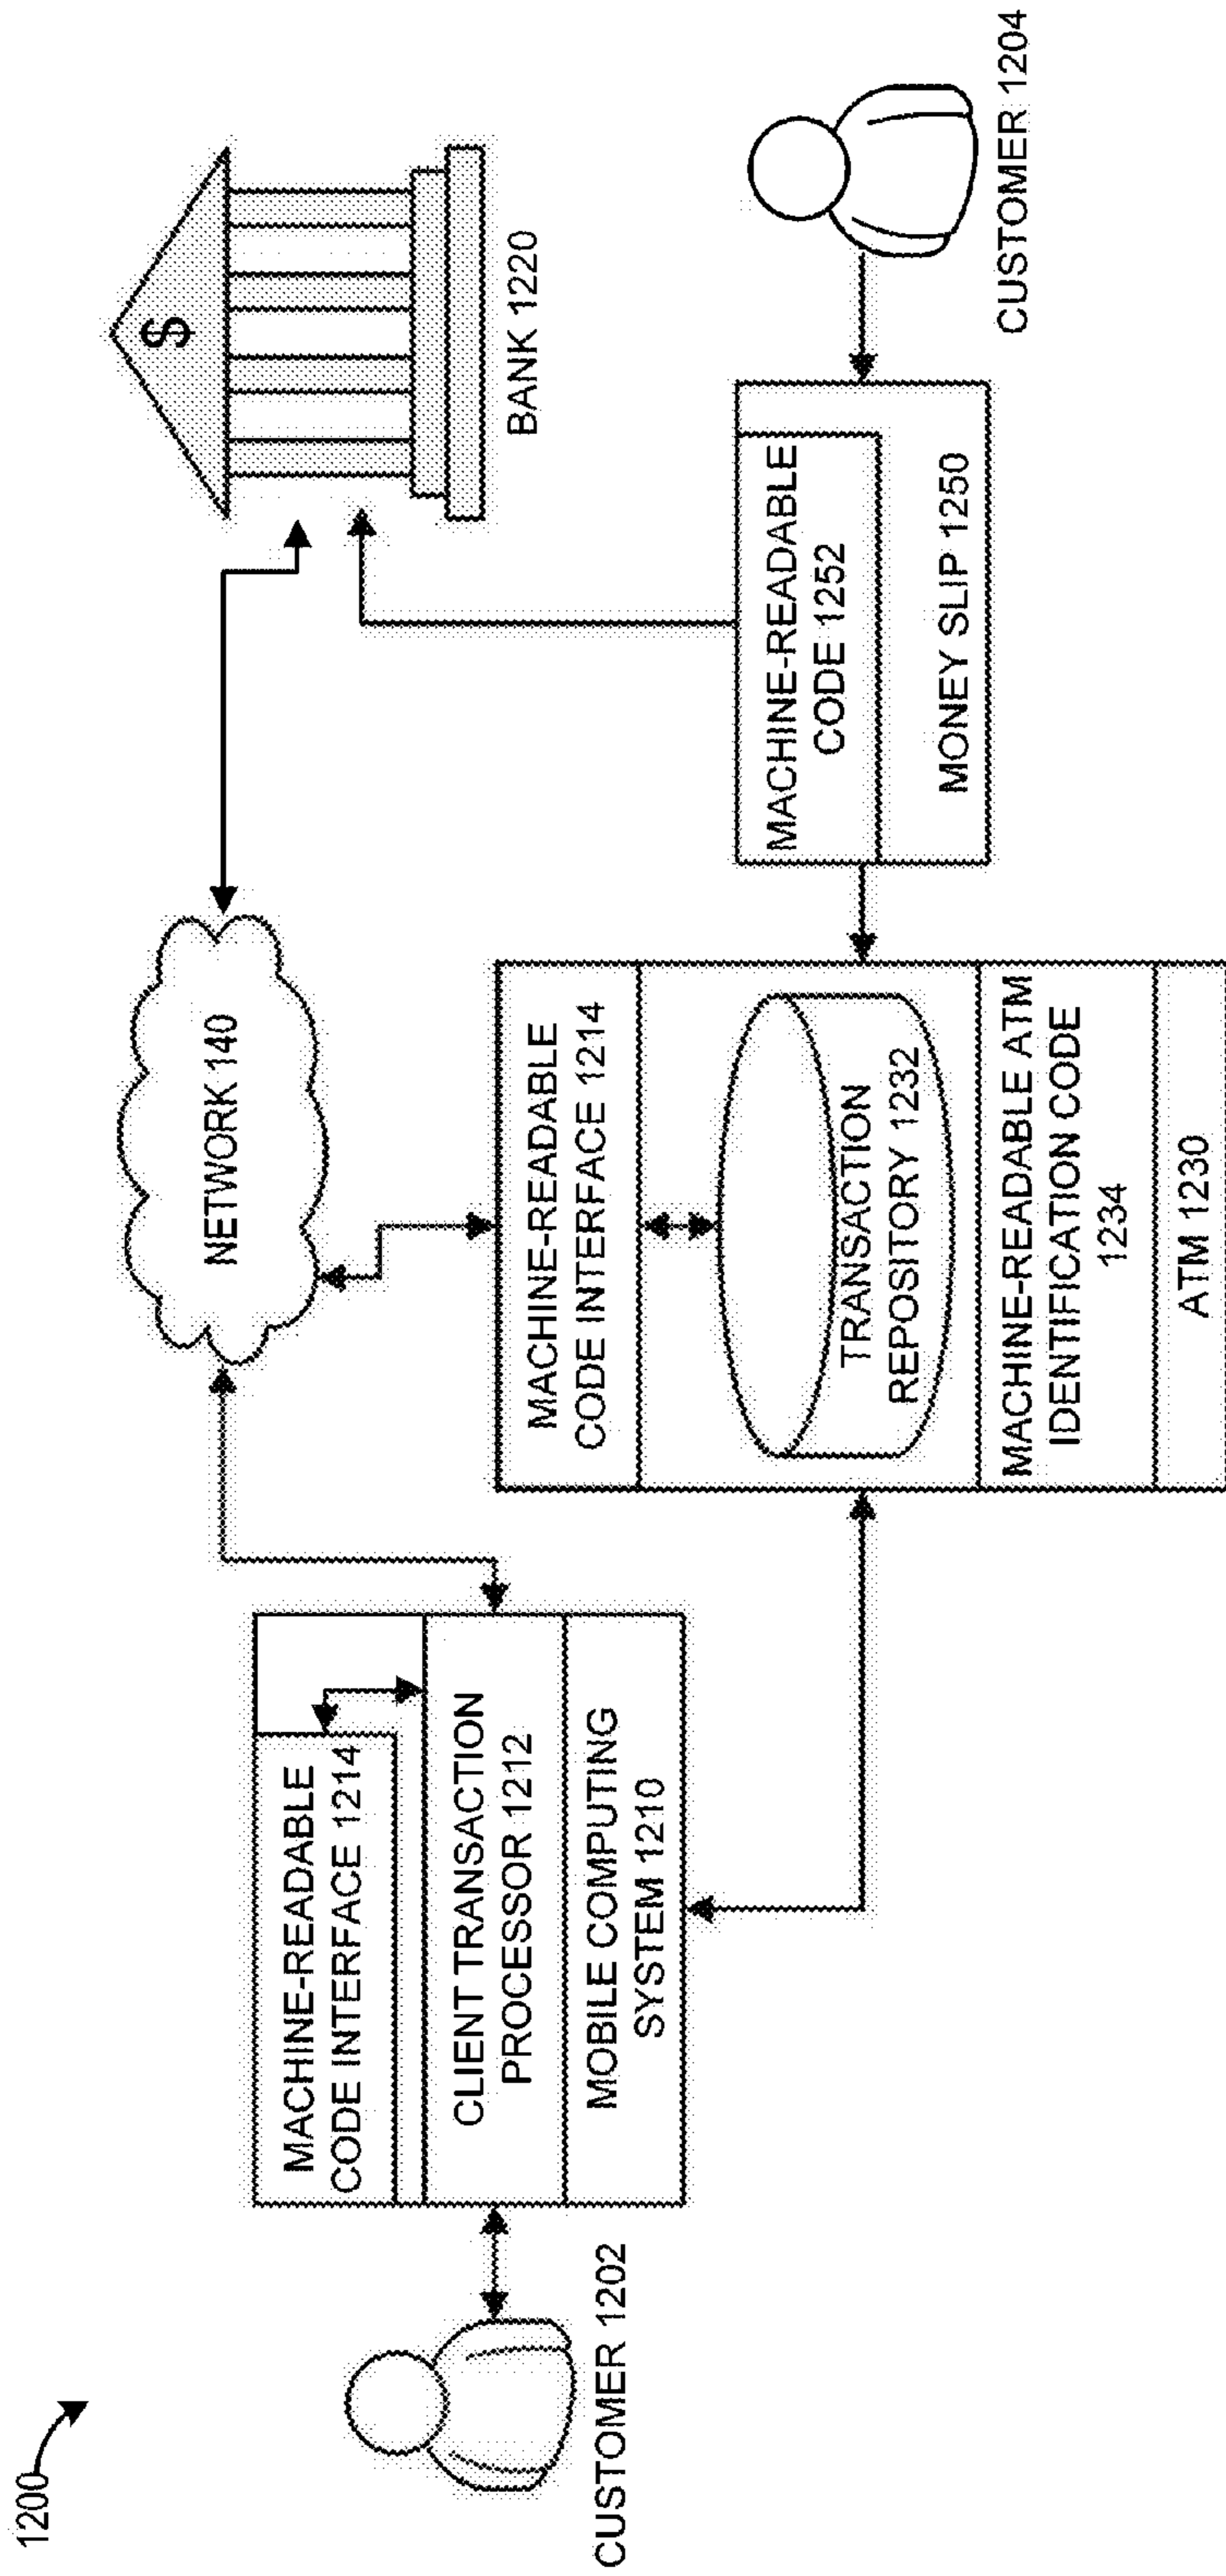 1200
NETWORK 140
$
BANK 1220
MACHINE-READABLE
CODE INTERFACE 1214
CLIENT TRANSACTION
PROCESSOR 1212
MOBILE COMPUTING
SYSTEM 1210
CUSTOMER 1202
MACHINE-READABLE
CODE INTERFACE 1214
TRANSACTION
REPOSITORY 1232
MACHINE-READABLE ATM
IDENTIFICATION CODE
1234
ATM 1230
MACHINE-READABLE
CODE 1252
MONEY SLIP 1250
CUSTOMER 1204